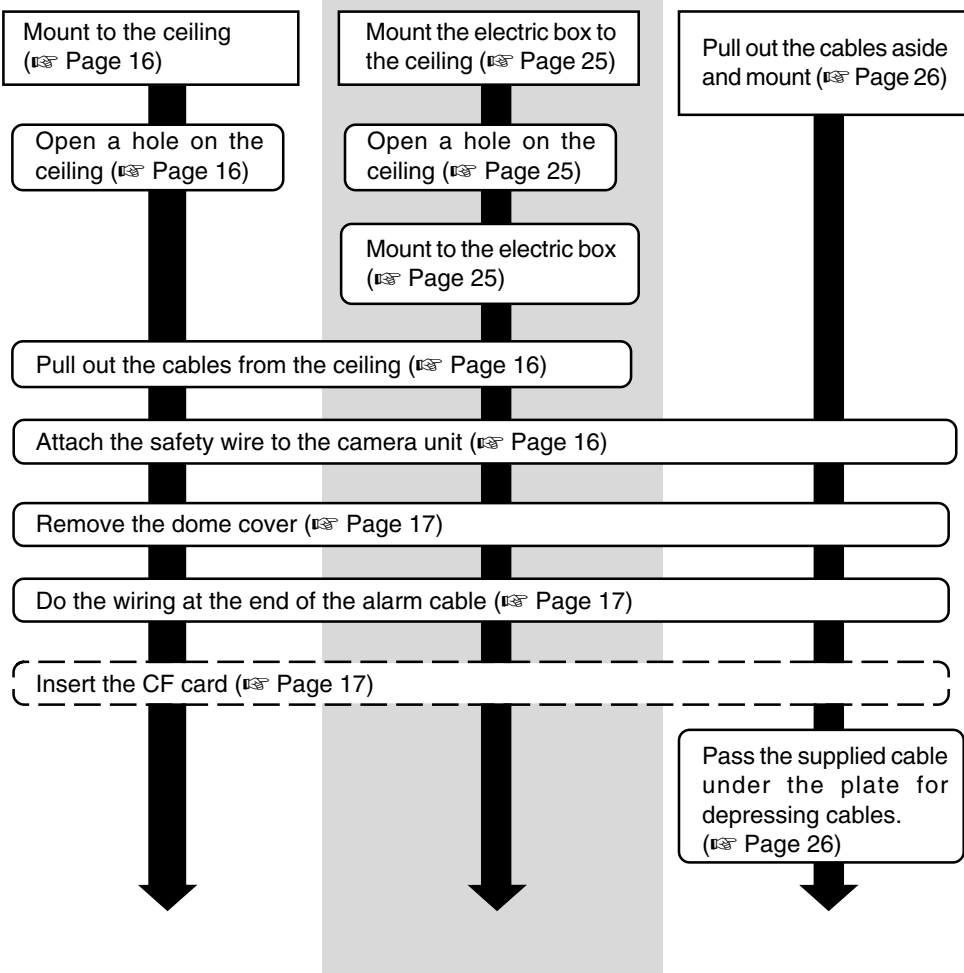 Mount to the ceiling
(☞ Page 16)
Mount the electric box to
the ceiling (☞ Page 25)
Pull out the cables aside
and mount (☞ Page 26)
Open a hole on the
ceiling (☞ Page 16)
Open a hole on the
ceiling (☞ Page 25)
Mount to the electric box
(☞ Page 25)
Pull out the cables from the ceiling (☞ Page 16)
Attach the safety wire to the camera unit (☞ Page 16)
Remove the dome cover (☞ Page 17)
Do the wiring at the end of the alarm cable (☞ Page 17)
Insert the CF card (☞ Page 17)
Pass the supplied cable
under the plate for
depressing cables.
(☞ Page 26)